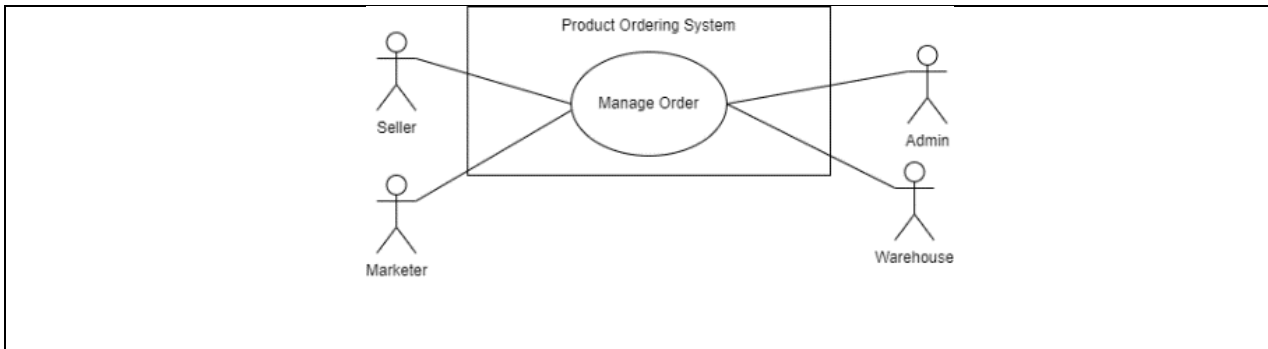 Product Ordering System
Manage Order
Seller
Admin
Marketer
Warehouse